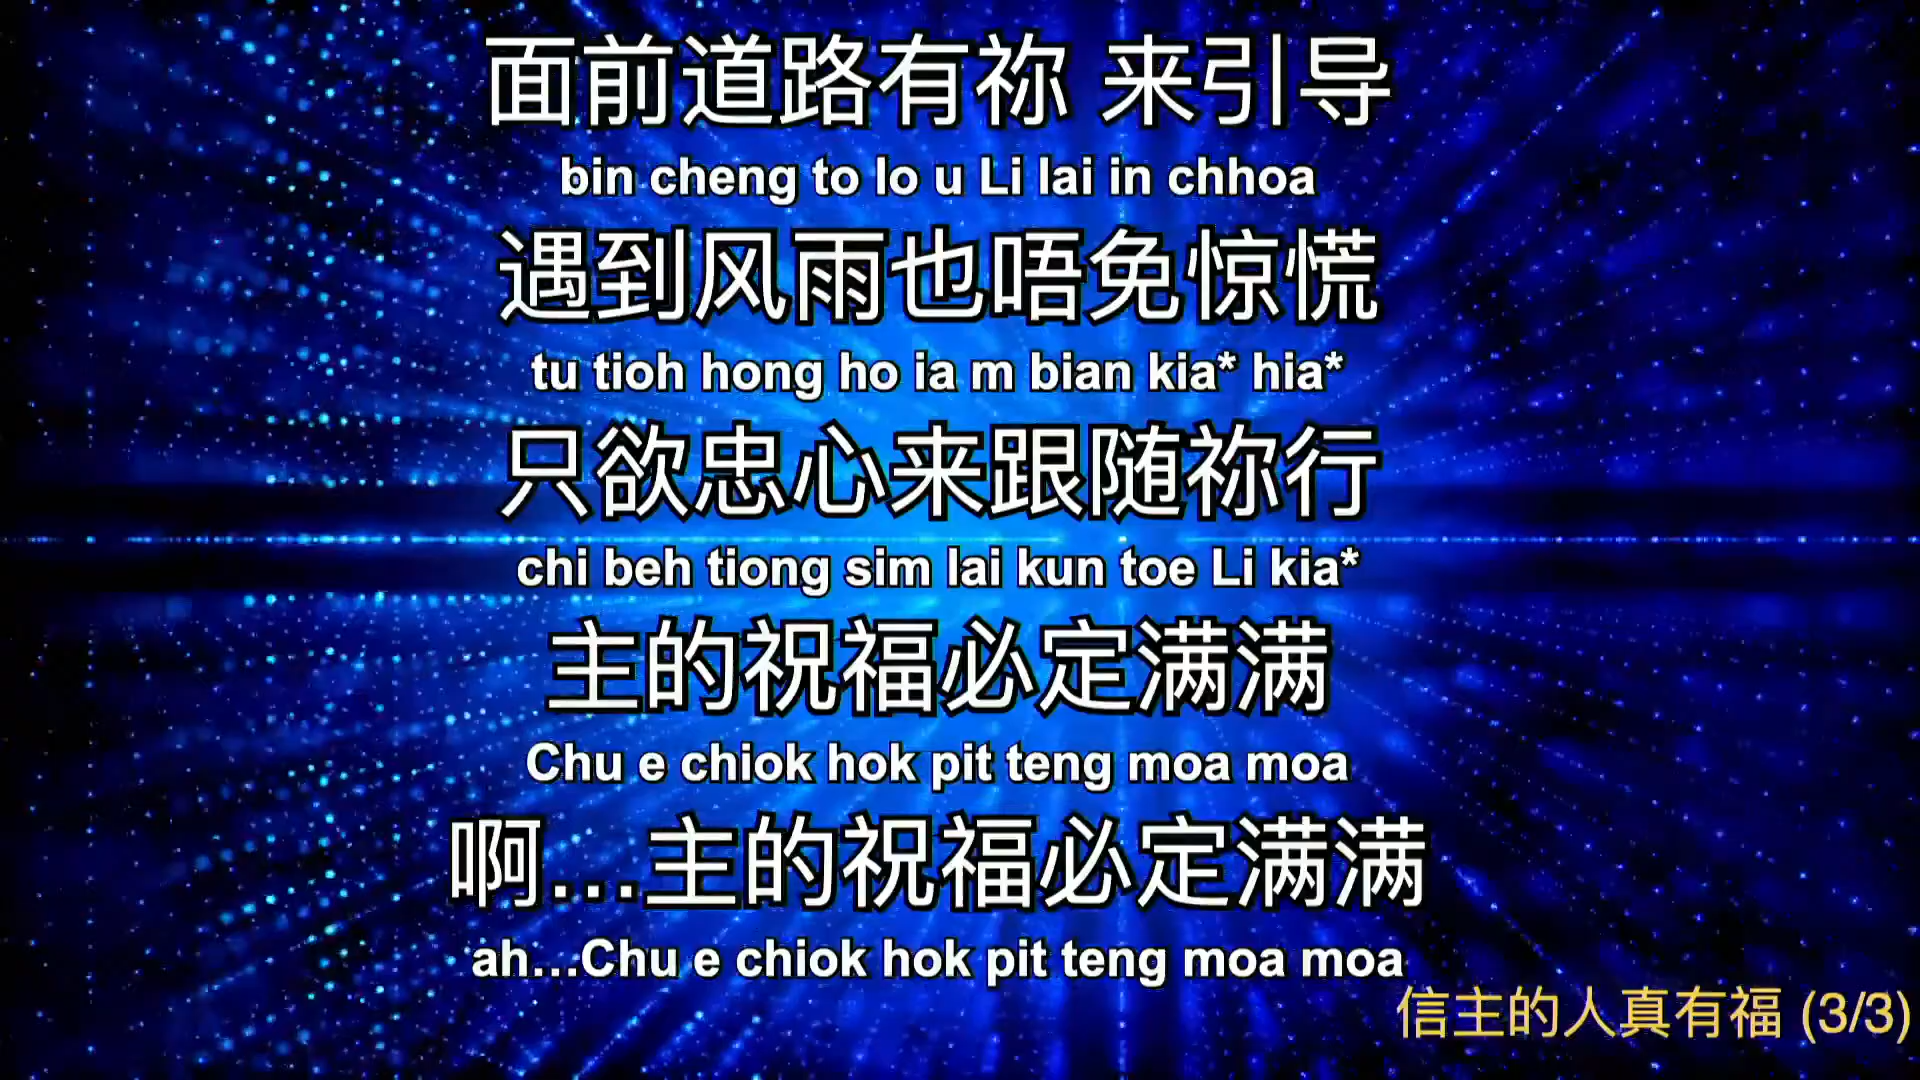 面前道路有祢 来引导
bin cheng to lo u Li lai in chhoa
遇到风雨也唔免惊慌
tu tioh hong ho ia m bian kia* hia*
只欲忠心来跟随祢行
chi beh tiong sim lai kun toe Li kia*
主的祝福必定满满
Chu e chiok hok pit teng moa moa
啊...主的祝福必定满满
ah...Chu e chiok hok pit teng moa moa
信主的人真有福 (3/3)